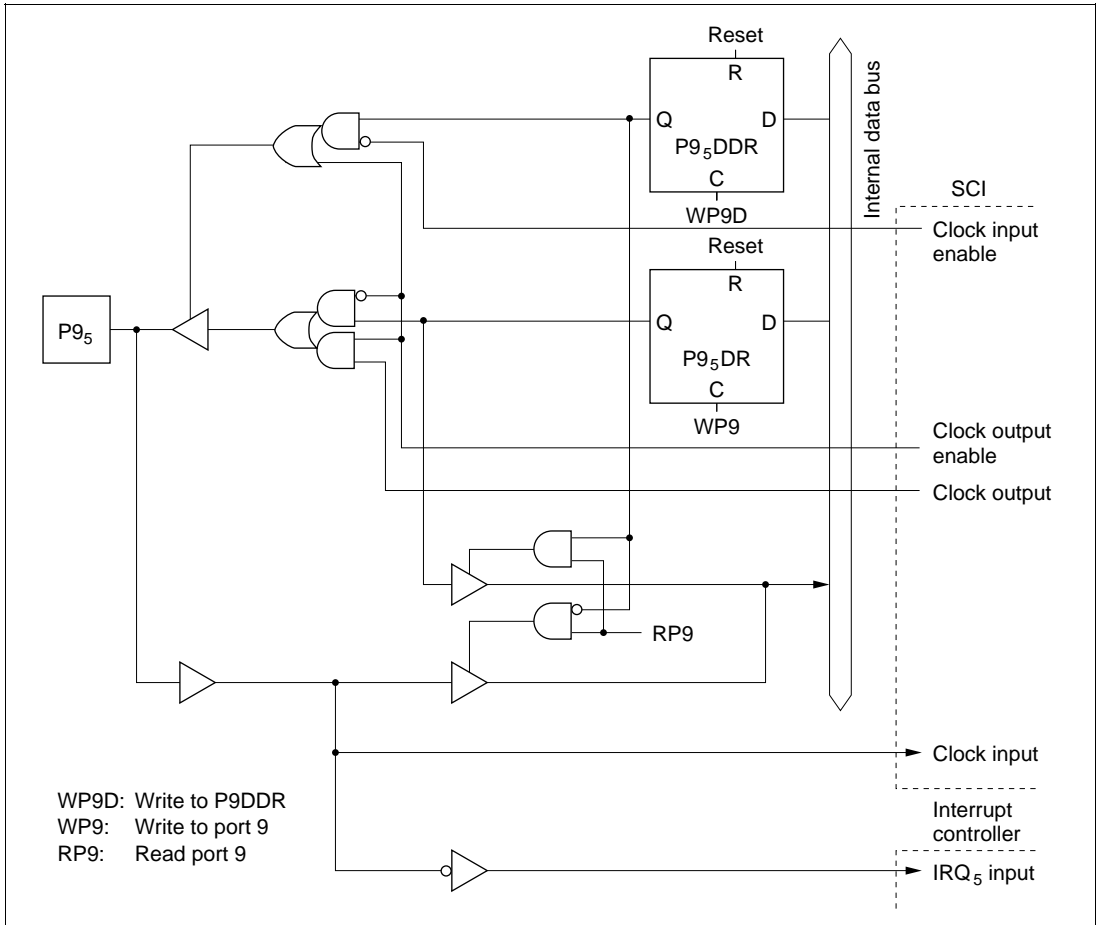 Reset
R
Q D
P9₅DDR
C
WP9D
Internal data bus
SCI
Clock input
enable
Reset
R
P9₅
Q D
P9₅DR
C
WP9
Clock output
enable
Clock output
RP9
Clock input
WP9D: Write to P9DDR
WP9: Write to port 9
RP9: Read port 9
Interrupt
controller
IRQ₅ input